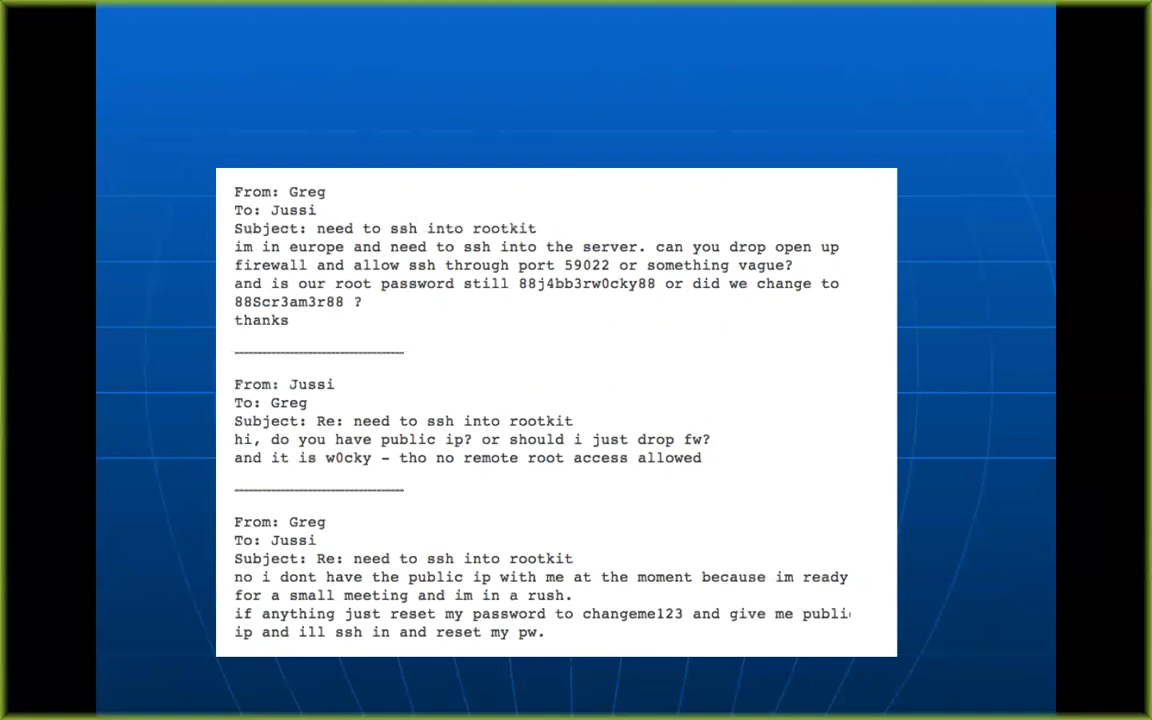 From: Greg
To: Jussi
Subject: need to ssh into rootkit
im in europe and need to ssh into the server. can you drop open up
firewall and allow ssh through port 59022 or something vague?
and is our root password still 88j4bb3rw0cky88 or did we change to
88Scr3am3r88 ?
thanks
From: Jussi
To: Greg
Subject: Re: need to ssh into rootkit
hi, do you have public ip? or should i just drop fw?
and it is w0cky - tho no remote root access allowed
From: Greg
To: Jussi
Subject: Re: need to ssh into rootkit
no i dont have the public ip with me at the moment because im ready
for a small meeting and im in a rush.
if anything just reset my password to changeme123 and give me public
ip and ill ssh in and reset my pw.